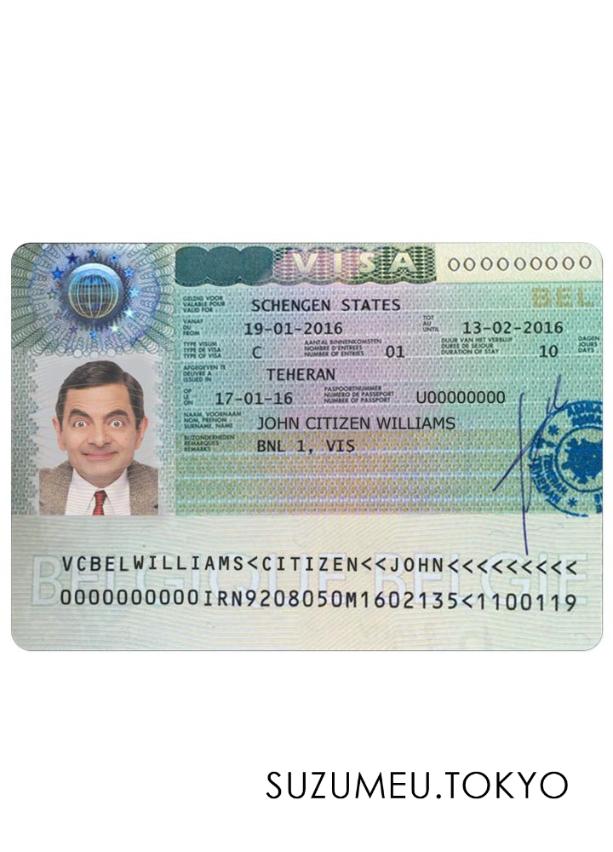 VISA 000000000
BEL
GELDIG VOOR
VALABLE POUR
VALID FOR
SCHENGEN STATES
VANAF
DU
FROM
19-01-2016
TOT
AU
UNTIL
13-02-2016
TYPE VISUM
TYPE DE VISA
TYPE OF VISA
C
AANTAL BINNENKOMSTEN
NOMBRE D'ENTREES
NUMBER OF ENTRIES
01
DUUR VAN HET VERBLIJF
DUREE DE SEJOUR
DURATION OF STAY
10
DAGEN
JOURS
DAYS
AFGEGEVEN TE
DELIVRE A
ISSUED IN
TEHERAN
OP
LE
ON
17-01-16
PASPOORTNUMMER
NUMERO DE PASSEPORT
NUMBER OF PASSPORT
U00000000
NAAM, VOORNAAM
NOM, PRENOM
SURNAME, NAME
JOHN CITIZEN WILLIAMS
BIJZONDERHEDEN
REMARQUES
REMARKS
BNL 1, VIS
BELGIQUE BELGIË
VCBELWILLIAMS<CITIZEN<<JOHN<<<<<<<<<
0000000000IRN9208050M1602135<1100119
SUZUMEU.TOKYO